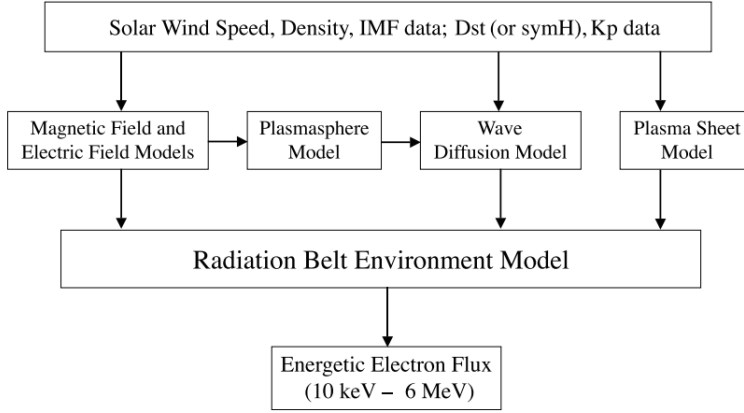 Solar Wind Speed, Density, IMF data; Dst (or symH), Kp data
Magnetic Field and
Electric Field Models
Plasmasphere
Model
Wave
Diffusion Model
Plasma Sheet
Model
Radiation Belt Environment Model
Energetic Electron Flux
(10 keV – 6 MeV)